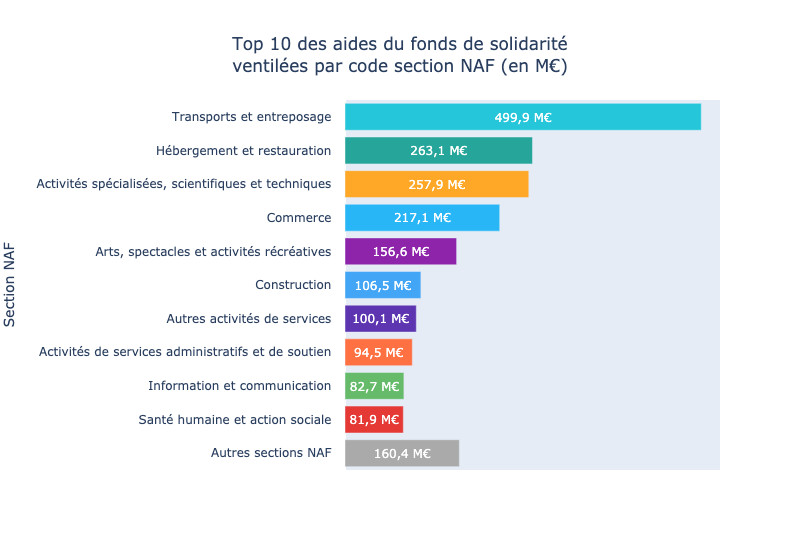 Top 10 des aides du fonds de solidarité
ventilées par code section NAF (en M€)
Section NAF
Transports et entreposage 499,9 M€
Hébergement et restauration 263,1 M€
Activités spécialisées, scientifiques et techniques 257,9 M€
Commerce 217,1 M€
Arts, spectacles et activités récréatives 156,6 M€
Construction 106,5 M€
Autres activités de services 100,1 M€
Activités de services administratifs et de soutien 94,5 M€
Information et communication 82,7 M€
Santé humaine et action sociale 81,9 M€
Autres sections NAF 160,4 M€